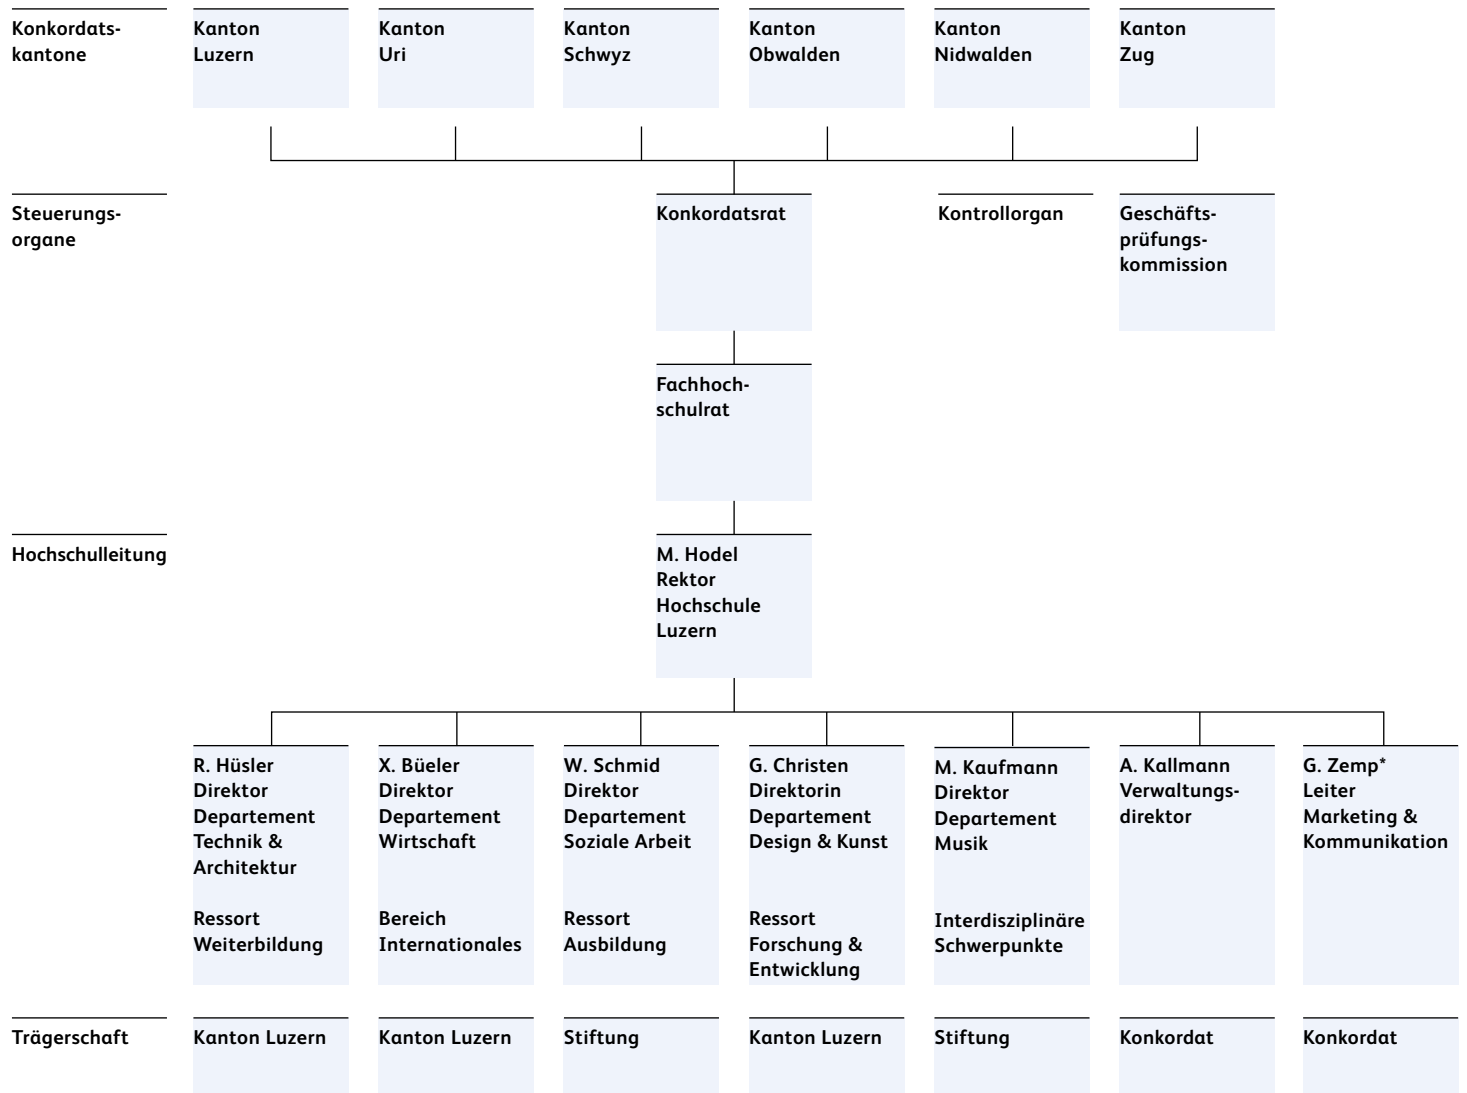 Konkordats-
kantone
Kanton
Luzern
Kanton
Uri
Kanton
Schwyz
Kanton
Obwalden
Kanton
Nidwalden
Kanton
Zug
Steuerungs-
organe
Konkordatsrat
Kontrollorgan
Geschäfts-
prüfungs-
kommission
Fachhoch-
schulrat
Hochschulleitung
M. Hodel
Rektor
Hochschule
Luzern
R. Hüsler
Direktor
Departement
Technik &
Architektur
Ressort
Weiterbildung
X. Büeler
Direktor
Departement
Wirtschaft
Bereich
Internationales
W. Schmid
Direktor
Departement
Soziale Arbeit
Ressort
Ausbildung
G. Christen
Direktorin
Departement
Design & Kunst
Ressort
Forschung &
Entwicklung
M. Kaufmann
Direktor
Departement
Musik
Interdisziplinäre
Schwerpunkte
A. Kallmann
Verwaltungs-
direktor
G. Zemp*
Leiter
Marketing &
Kommunikation
Trägerschaft
Kanton Luzern
Kanton Luzern
Stiftung
Kanton Luzern
Stiftung
Konkordat
Konkordat